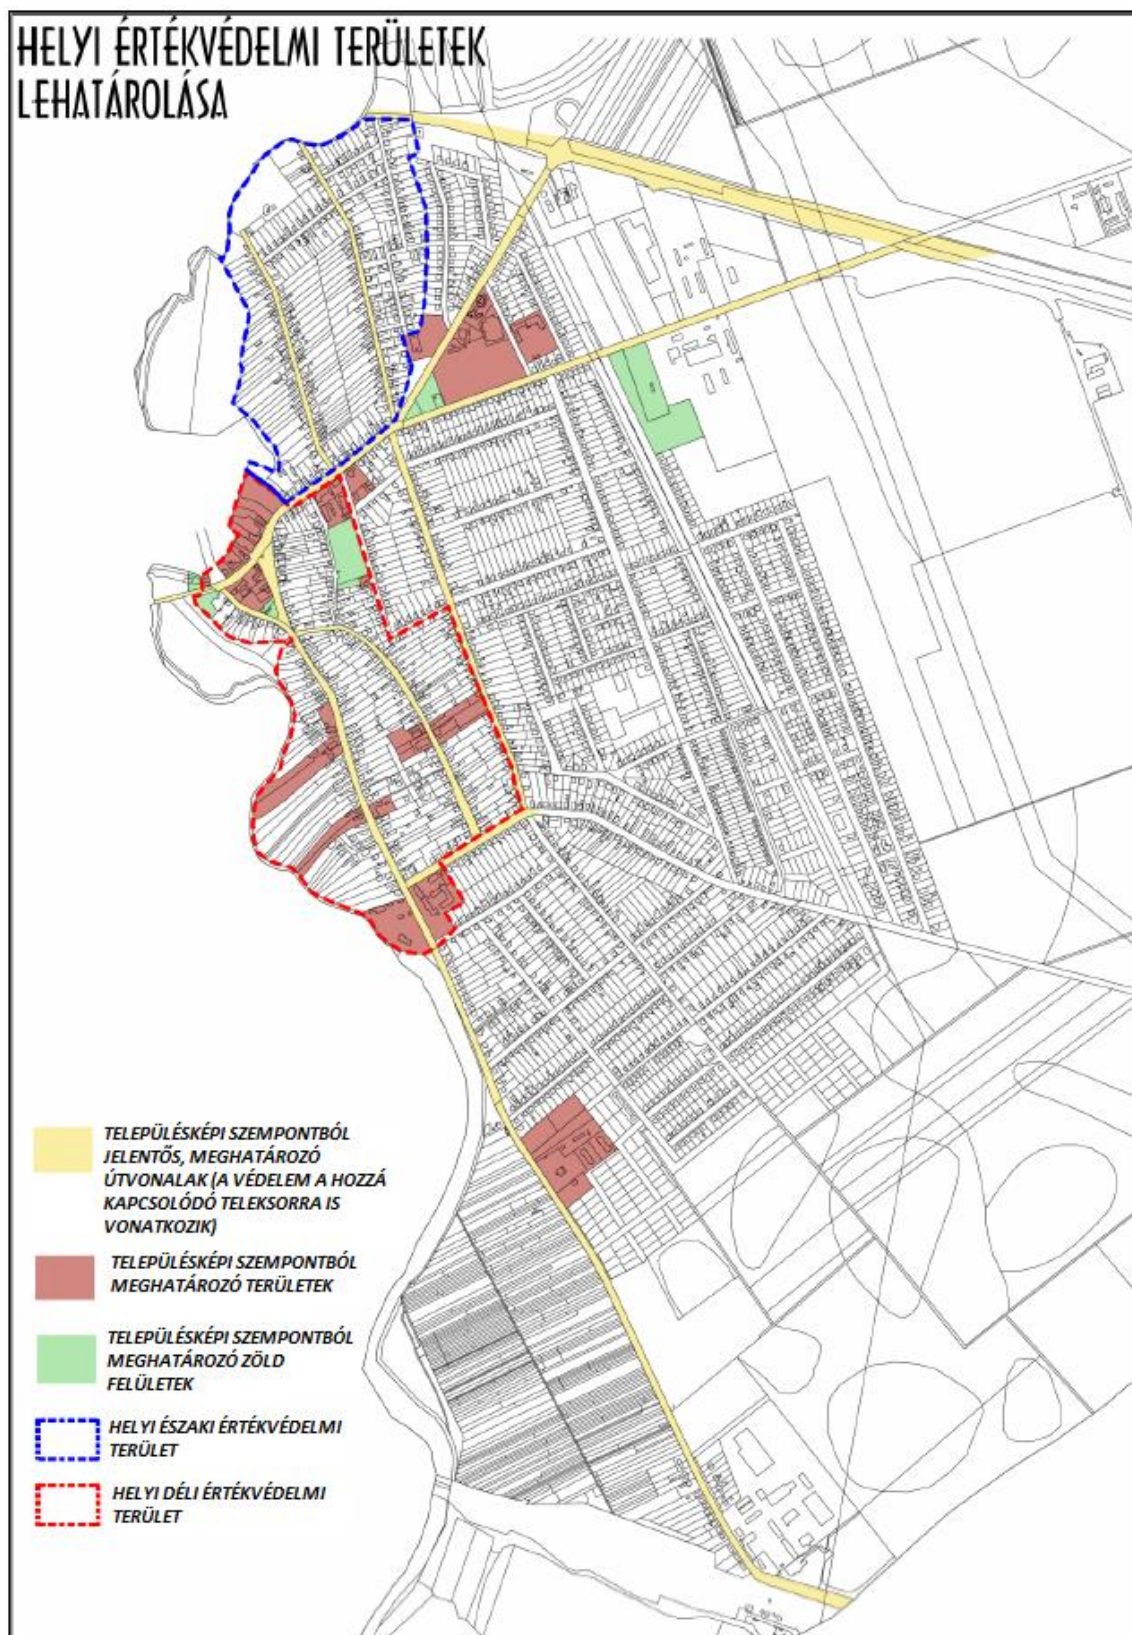 HELYI ÉRTÉKVÉDELMI TERÜLETEK
LEHATÁROLÁSA
TELEPÜLÉSKÉPI SZEMPONTBÓL
JELENTŐS, MEGHATÁROZÓ
ÚTVONALAK (A VÉDELEM A HOZZÁ
KAPCSOLÓDÓ TELEKSORRA IS
VONATKOZIK)
TELEPÜLÉSKÉPI SZEMPONTBÓL
MEGHATÁROZÓ TERÜLETEK
TELEPÜLÉSKÉPI SZEMPONTBÓL
MEGHATÁROZÓ ZÖLD
FELÜLETEK
HELYI ÉSZAKI ÉRTÉKVÉDELMI
TERÜLET
HELYI DÉLI ÉRTÉKVÉDELMI
TERÜLET